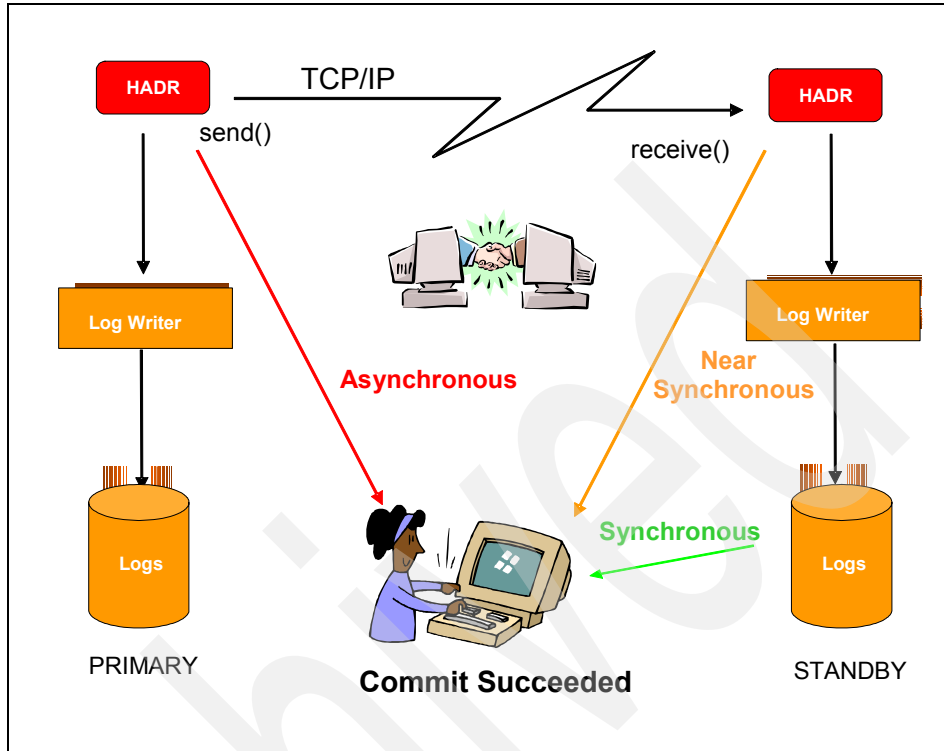 HADR
TCP/IP
HADR
send()
receive()
Log Writer
Log Writer
Near
Synchronous
Asynchronous
Synchronous
Logs
Logs
PRIMARY
Commit Succeeded
STANDBY
hived